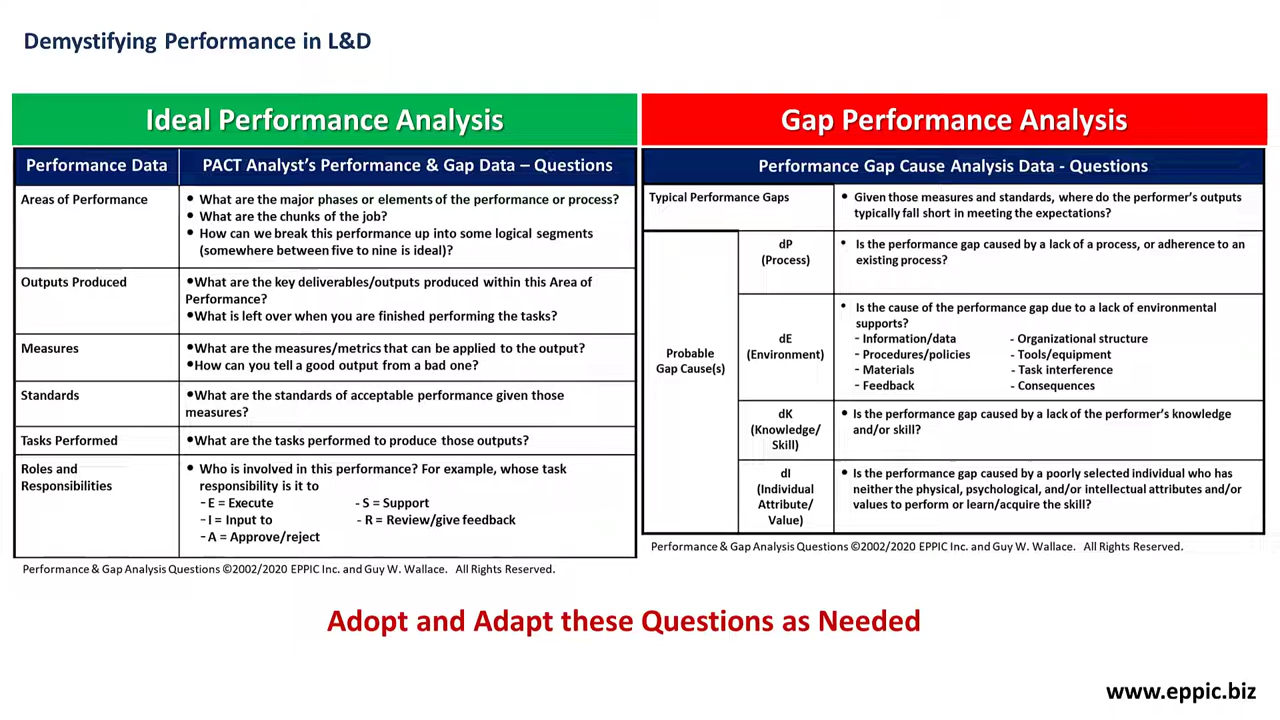 Demystifying Performance in L&D
Ideal Performance Analysis
Performance Data
PACT Analyst's Performance & Gap Data – Questions
Areas of Performance
• What are the major phases or elements of the performance or process?
• What are the chunks of the job?
• How can we break this performance up into some logical segments
(somewhere between five to nine is ideal)?
Outputs Produced
•What are the key deliverables/outputs produced within this Area of
Performance?
•What is left over when you are finished performing the tasks?
Measures
•What are the measures/metrics that can be applied to the output?
•How can you tell a good output from a bad one?
Standards
•What are the standards of acceptable performance given those
measures?
Tasks Performed
•What are the tasks performed to produce those outputs?
Roles and
Responsibilities
• Who is involved in this performance? For example, whose task
responsibility is it to
- E = Execute
- S = Support
- I = Input to
- R = Review/give feedback
- A = Approve/reject
Performance & Gap Analysis Questions ©2002/2020 EPPIC Inc. and Guy W. Wallace. All Rights Reserved.
Gap Performance Analysis
Performance Gap Cause Analysis Data - Questions
Typical Performance Gaps
• Given those measures and standards, where do the performer's outputs
typically fall short in meeting the expectations?
Probable
Gap Cause(s)
dP
(Process)
• Is the performance gap caused by a lack of a process, or adherence to an
existing process?
dE
(Environment)
• Is the cause of the performance gap due to a lack of environmental
supports?
- Information/data
- Organizational structure
- Procedures/policies
- Tools/equipment
- Materials
- Task interference
- Feedback
- Consequences
dK
(Knowledge/
Skill)
• Is the performance gap caused by a lack of the performer's knowledge
and/or skill?
dI
(Individual
Attribute/
Value)
• Is the performance gap caused by a poorly selected individual who has
neither the physical, psychological, and/or intellectual attributes and/or
values to perform or learn/acquire the skill?
Performance & Gap Analysis Questions ©2002/2020 EPPIC Inc. and Guy W. Wallace. All Rights Reserved.
Adopt and Adapt these Questions as Needed
www.eppic.biz